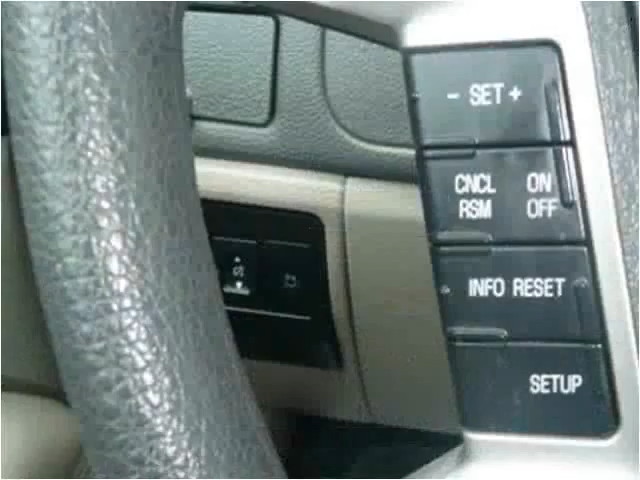 - SET +
CNCL ON
RSM OFF
INFO RESET
SETUP